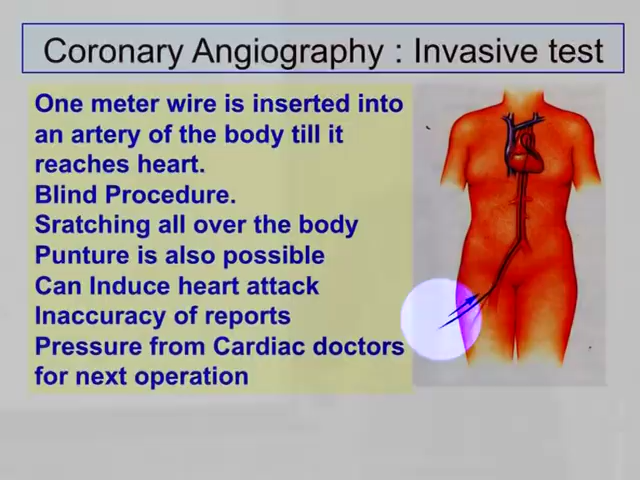 Coronary Angiography : Invasive test
One meter wire is inserted into
an artery of the body till it
reaches heart.
Blind Procedure.
Sratching all over the body
Punture is also possible
Can Induce heart attack
Inaccuracy of reports
Pressure from Cardiac doctors
for next operation